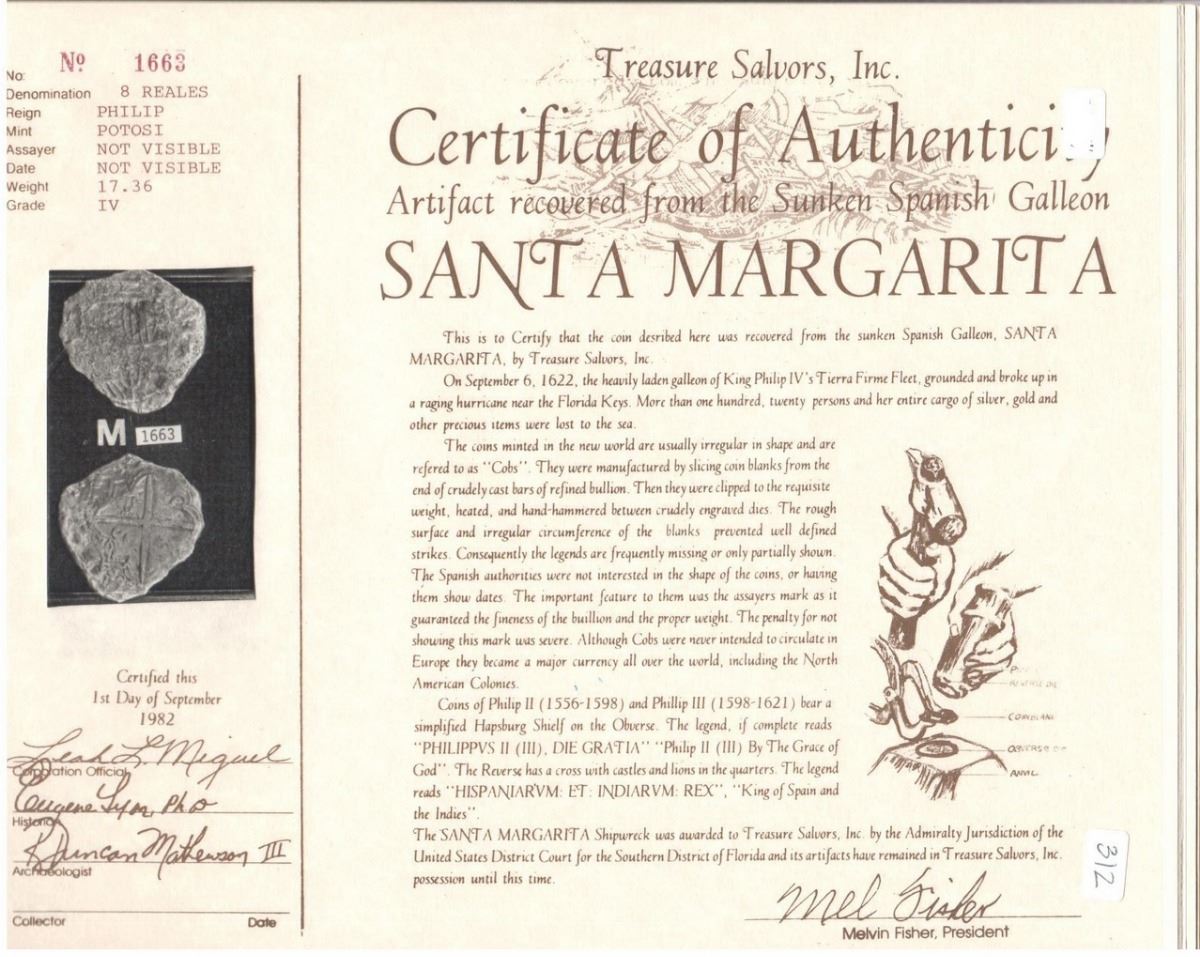 No: Nº 1663
Denomination 8 REALES
Reign PHILIP
Mint POTOSI
Assayer NOT VISIBLE
Date NOT VISIBLE
Weight 17.36
Grade IV
M 1663
Certified this
1st Day of September
1982
Leah L. Miguel
Corporation Official
Eugene Lyon, Ph D
Historian
R Duncan Mathewson III
Archaeologist
Collector Date
Treasure Salvors, Inc.
Certificate of Authenticity
Artifact recovered from the Sunken Spanish Galleon
SANTA MARGARITA
This is to Certify that the coin desribed here was recovered from the sunken Spanish Galleon, SANTA
MARGARITA, by Treasure Salvors, Inc.
On September 6, 1622, the heavily laden galleon of King Philip IV's Tierra Firme Fleet, grounded and broke up in
a raging hurricane near the Florida Keys. More than one hundred, twenty persons and her entire cargo of silver, gold and
other precious items were lost to the sea.
The coins minted in the new world are usually irregular in shape and are
refered to as "Cobs". They were manufactured by slicing coin blanks from the
end of crudely cast bars of refined bullion. Then they were clipped to the requisite
weight, heated, and hand-hammered between crudely engraved dies. The rough
surface and irregular circumference of the blanks prevented well defined
strikes. Consequently the legends are frequently missing or only partially shown.
The Spanish authorities were not interested in the shape of the coins, or having
them show dates. The important feature to them was the assayers mark as it
guaranteed the fineness of the buillion and the proper weight. The penalty for not
showing this mark was severe. Although Cobs were never intended to circulate in
Europe they became a major currency all over the world, including the North
American Colonies.
Coins of Philip II (1556-1598) and Phillip III (1598-1621) bear a
simplified Hapsburg Shielf on the Obverse. The legend, if complete reads
"PHILIPPVS II (III), DIE GRATIA" "Philip II (III) By The Grace of
God". The Reverse has a cross with castles and lions in the quarters. The legend
reads "HISPANIARVM: ET: INDIARVM: REX", "King of Spain and
the Indies".
REVERSE DIE
COIN BLANK
OBVERSE DIE
ANVIL
The SANTA MARGARITA Shipwreck was awarded to Treasure Salvors, Inc. by the Admiralty Jurisdiction of the
United States District Court for the Southern District of Florida and its artifacts have remained in Treasure Salvors, Inc.
possession until this time.
312
Mel Fisher
Melvin Fisher, President